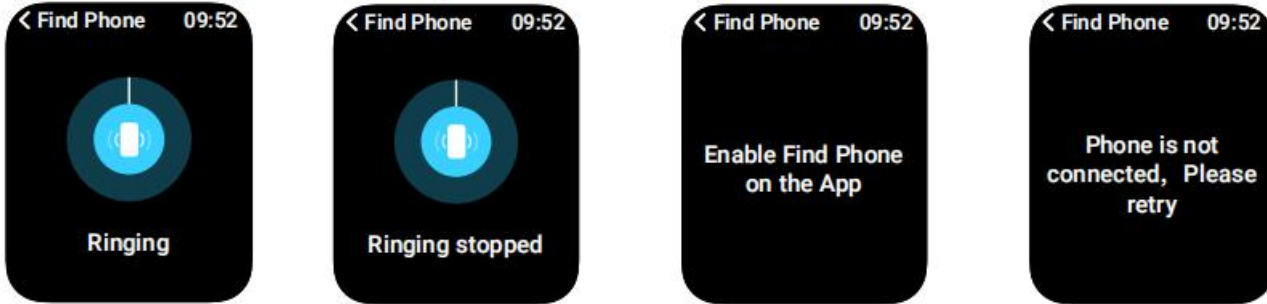 < Find Phone 09:52
Ringing
< Find Phone 09:52
Ringing stopped
< Find Phone 09:52
Enable Find Phone
on the App
< Find Phone 09:52
Phone is not
connected, Please
retry